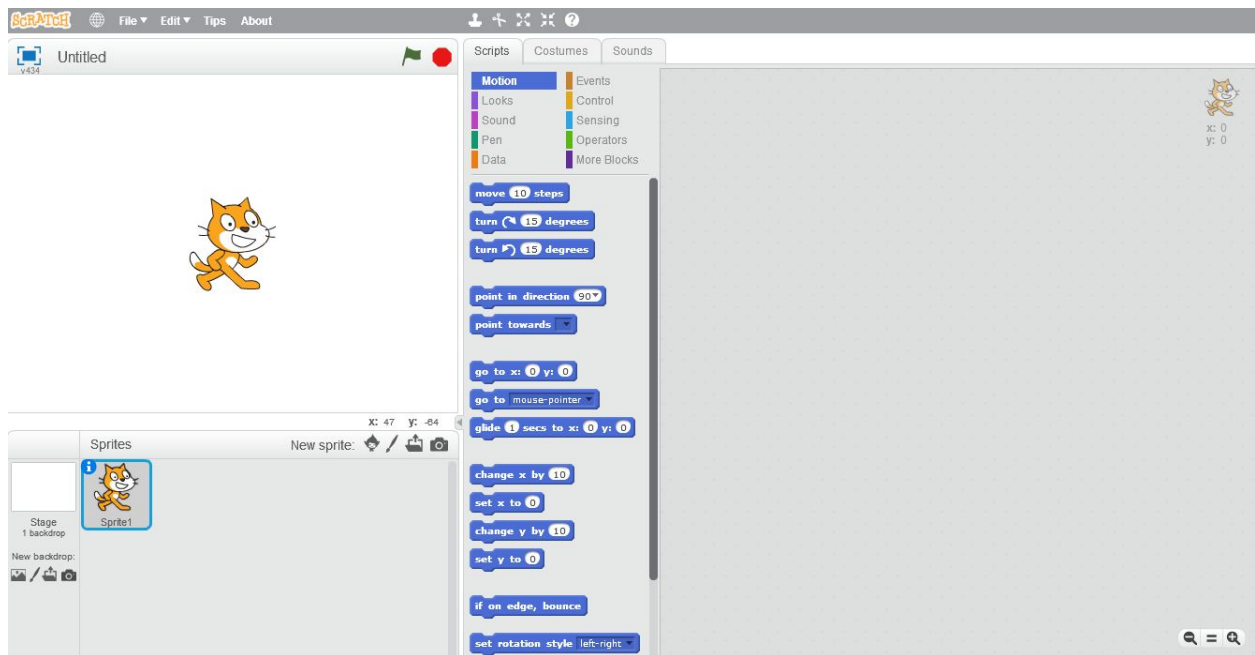 SCRATCH File Edit Tips About
Untitled
v434
Scripts Costumes Sounds
Motion Events
Looks Control
Sound Sensing
Pen Operators
Data More Blocks
x: 0
y: 0
move 10 steps
turn 15 degrees
turn 15 degrees
point in direction 90
point towards
go to x: 0 y: 0
go to mouse-pointer
glide 1 secs to x: 0 y: 0
change x by 10
set x to 0
change y by 10
set y to 0
if on edge, bounce
set rotation style left-right
X: 47 y: -84
Sprites New sprite:
Stage
1 backdrop
Sprite1
New backdrop: